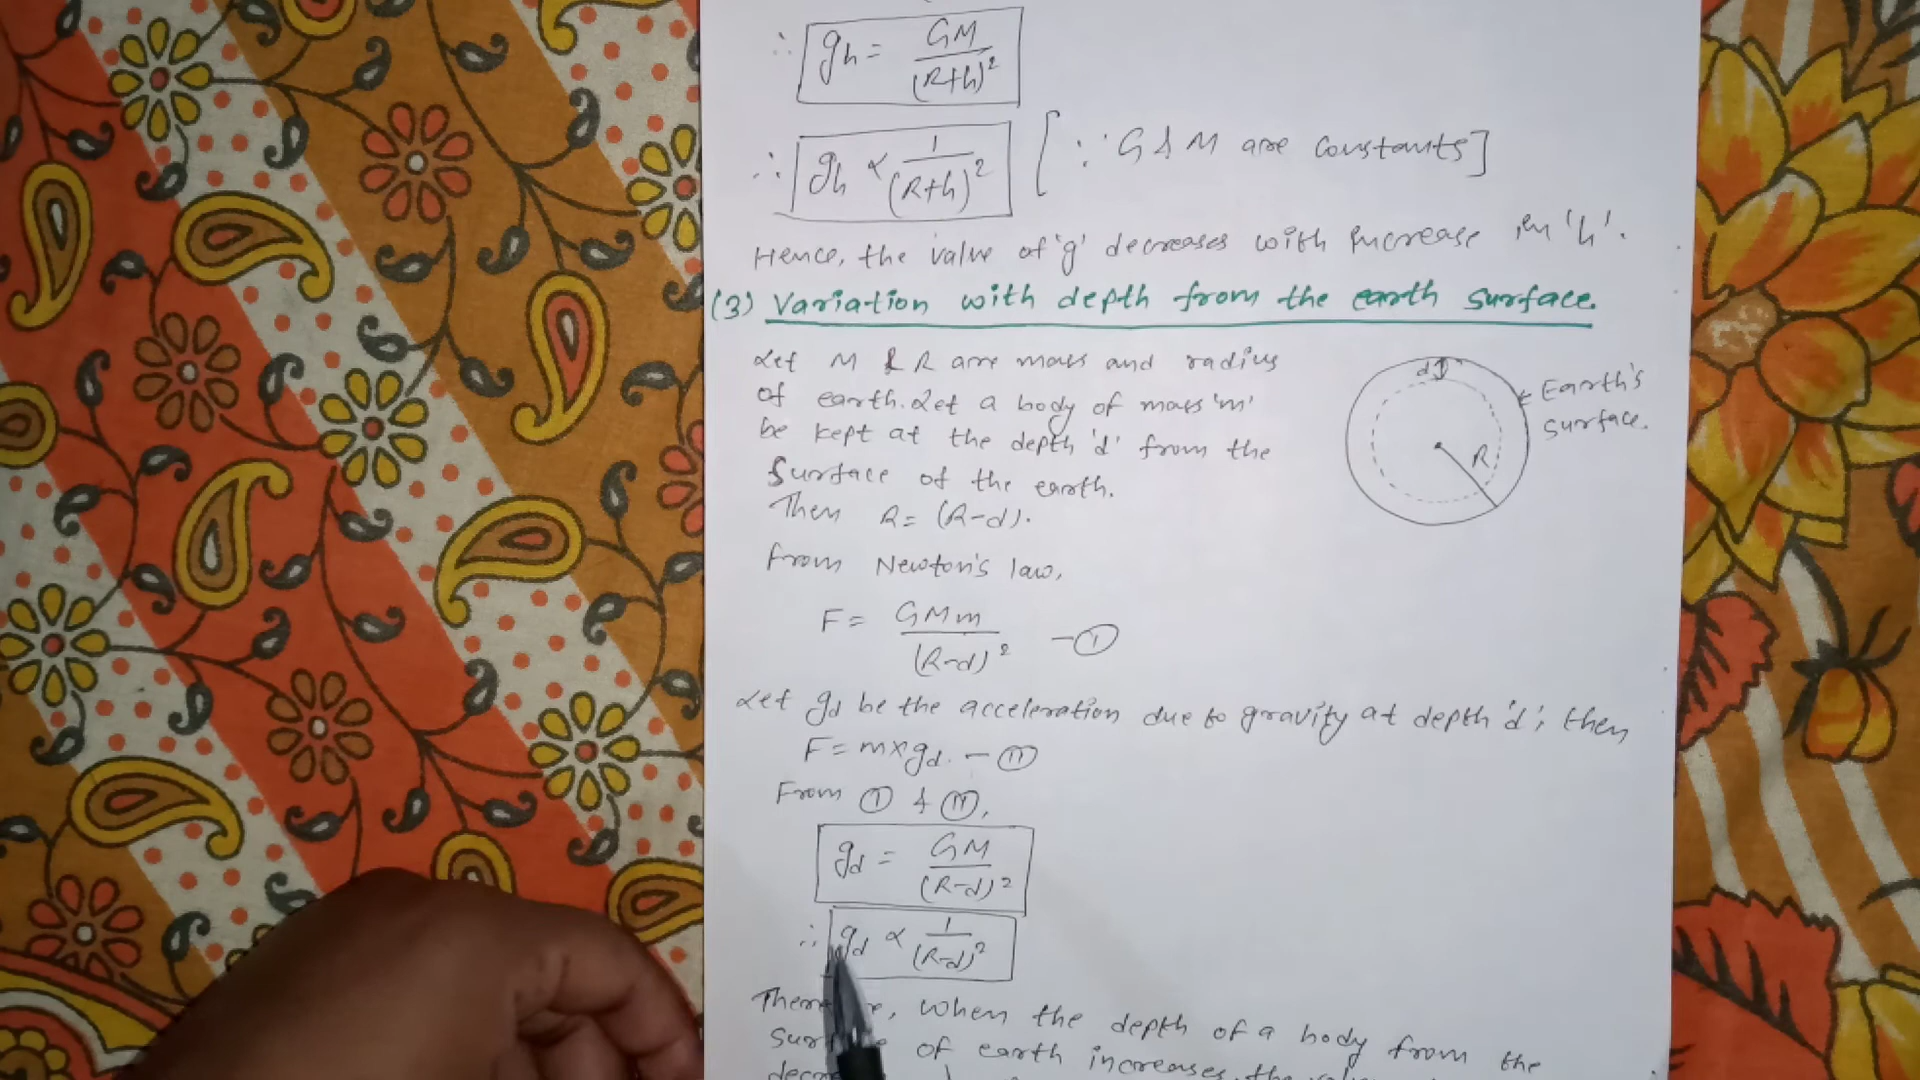 ∴ gh = GM/(R+h)²
∴ gh ∝ 1/(R+h)² [∵ G & M are constants]
Hence, the value of 'g' decreases with increase in 'h'.
(3) Variation with depth from the earth surface.
Let M & R are mass and radius
of earth. Let a body of mass 'm'
be kept at the depth 'd' from the
surface of the earth.
Then R = (R-d).
from Newton's law,
F = GMm/(R-d)² - (I)
d
R
Earth's
surface.
Let gd be the acceleration due to gravity at depth 'd'; then
F = m×gd. - (II)
From (I) & (II),
gd = GM/(R-d)²
∴ gd ∝ 1/(R-d)²
when the depth of a body from the
of earth increases, the